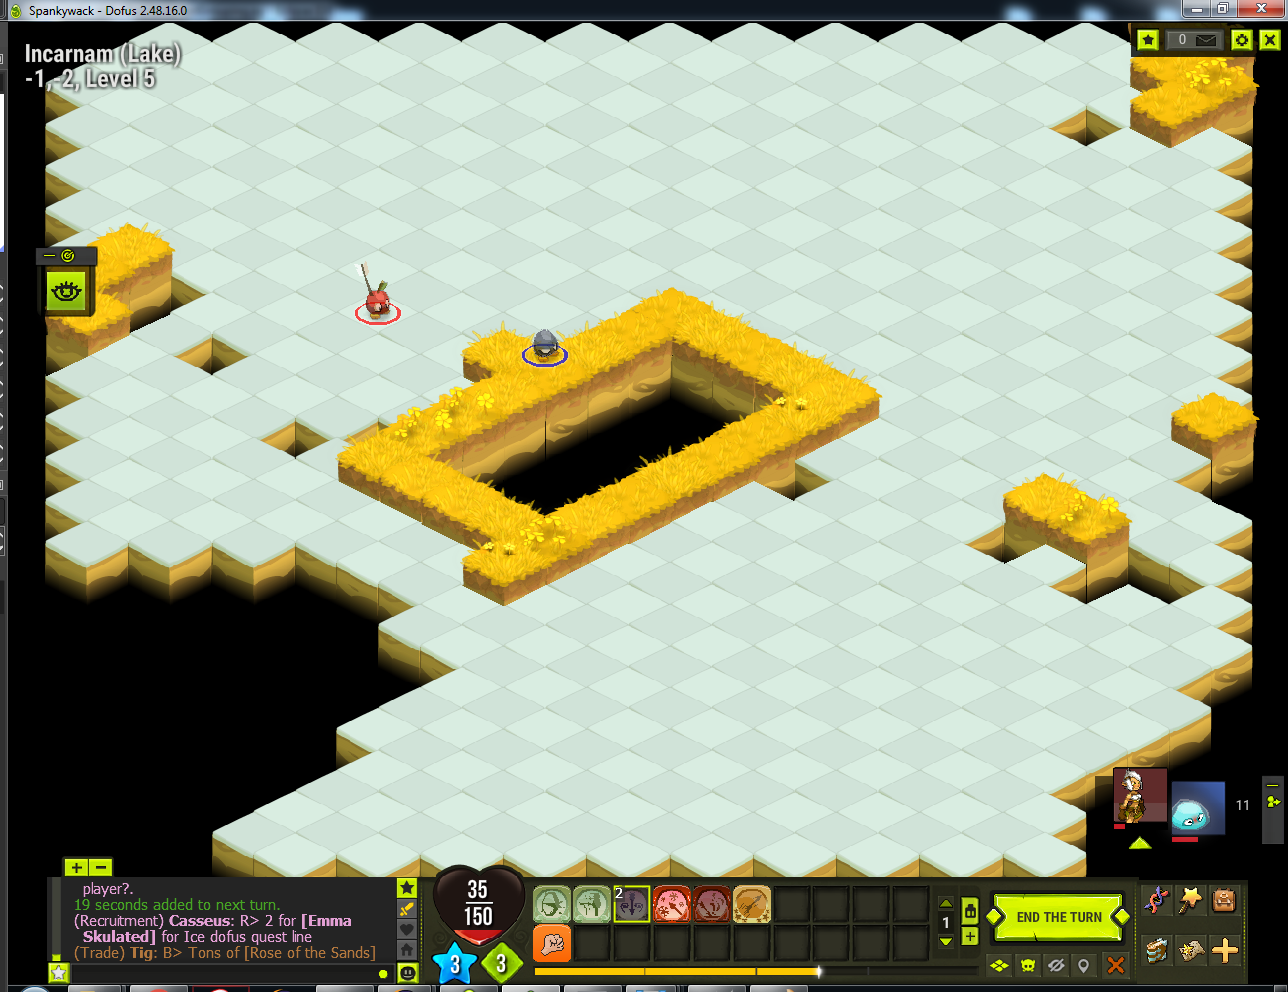 Spankywack - Dofus 2.48.16.0
Incarnam (Lake)
-1,-2, Level 5
0
11
player?.
19 seconds added to next turn.
(Recruitment) Casseus: R> 2 for [Emma
Skulated] for Ice dofus quest line
(Trade) Tig: B> Tons of [Rose of the Sands]
35
150
3
3
2
1
END THE TURN